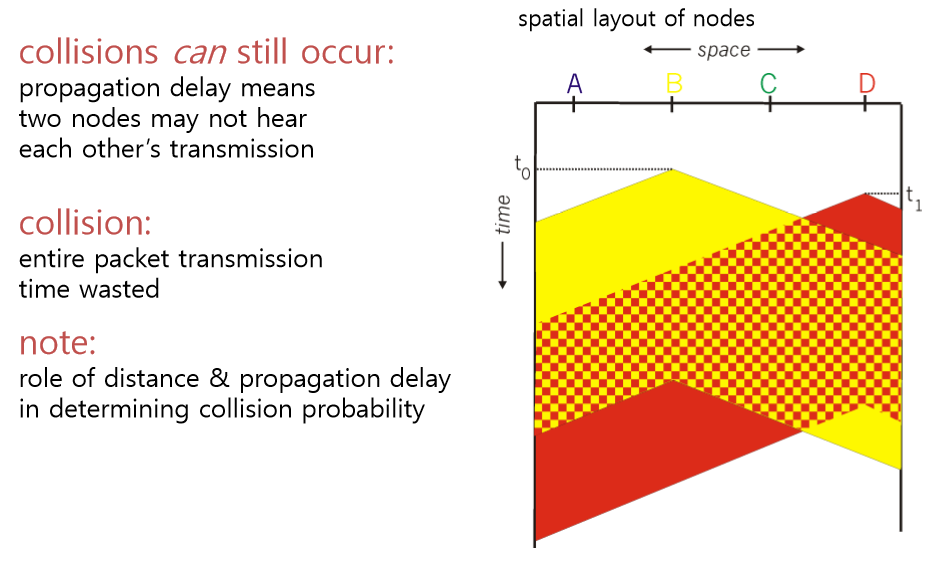 collisions can still occur:
propagation delay means
two nodes may not hear
each other’s transmission
collision:
entire packet transmission
time wasted
note:
role of distance & propagation delay
in determining collision probability
spatial layout of nodes
space
A B C D
t0
t1
time